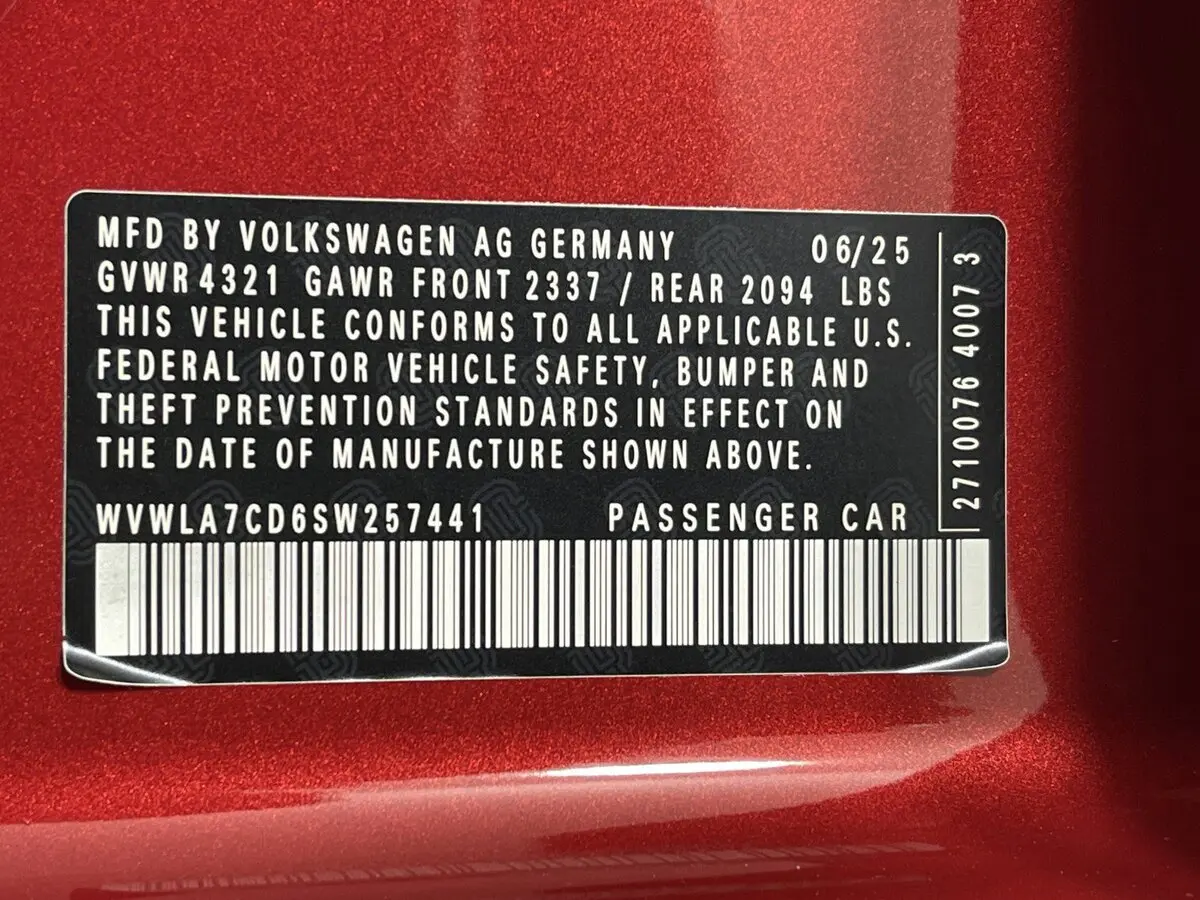 MFD BY VOLKSWAGEN AG GERMANY 06/25
GVWR 4321 GAWR FRONT 2337 / REAR 2094 LBS
THIS VEHICLE CONFORMS TO ALL APPLICABLE U.S.
FEDERAL MOTOR VEHICLE SAFETY, BUMPER AND
THEFT PREVENTION STANDARDS IN EFFECT ON
THE DATE OF MANUFACTURE SHOWN ABOVE.
WVWLA7CD6SW257441 PASSENGER CAR
27100076 4007 3